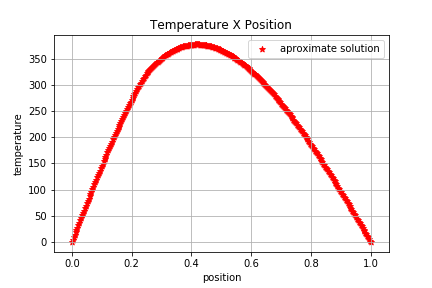 Temperature X Position
aproximate solution
temperature
350
300
250
200
150
100
50
0
0.0 0.2 0.4 0.6 0.8 1.0
position